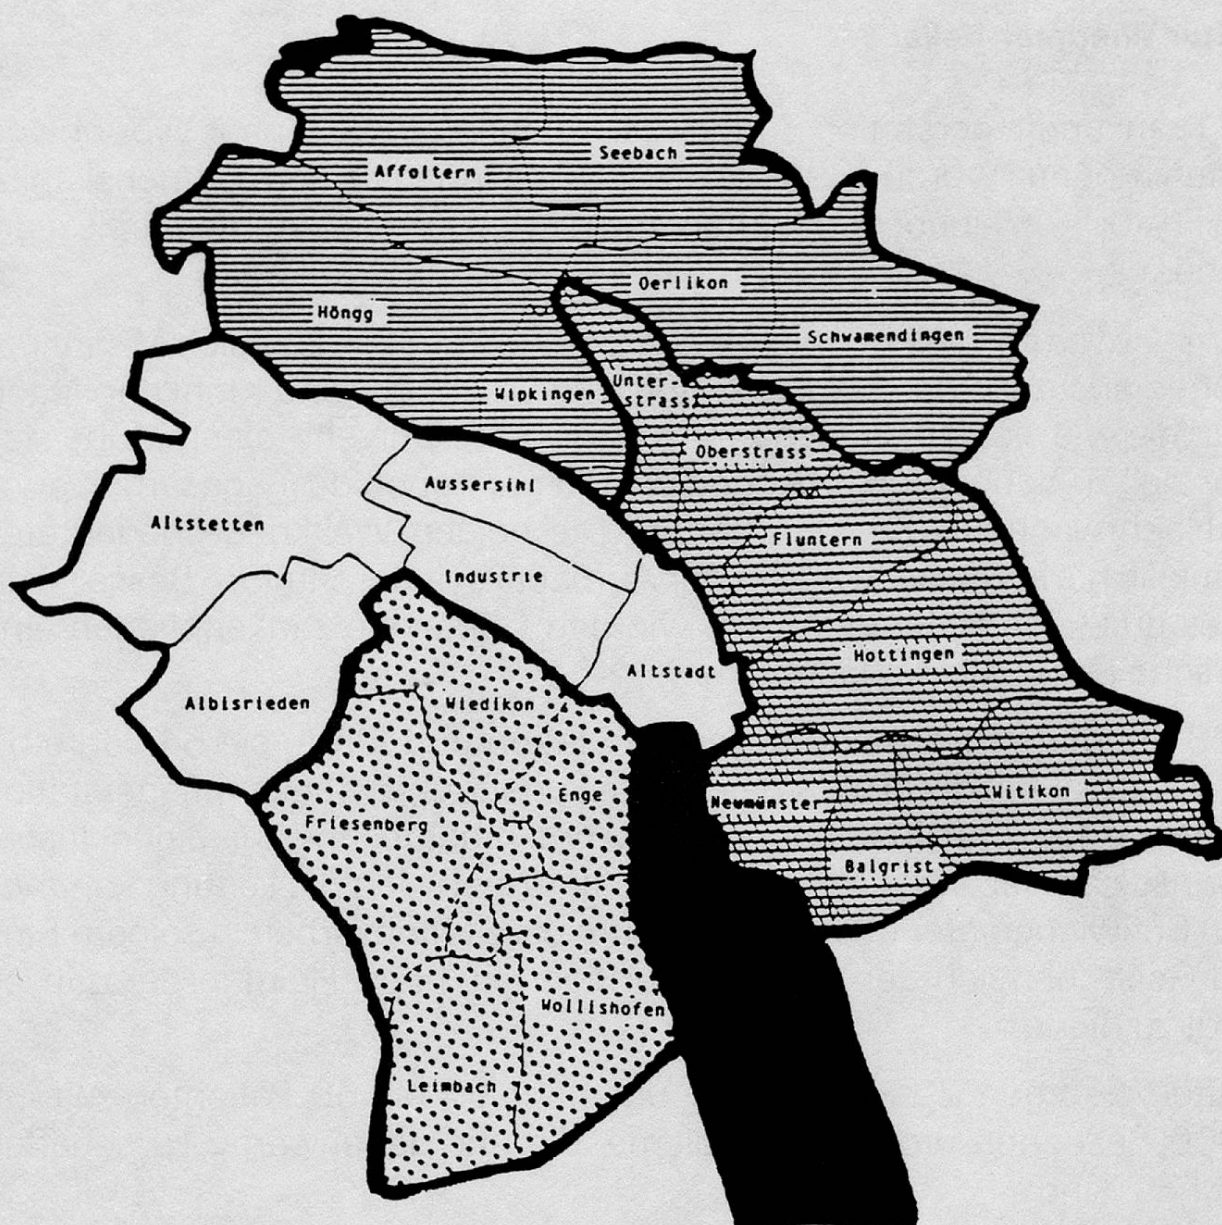 Seebach
Affoltern
Oerlikon
Höngg
Schwamendingen
Unter-
strass
Wipkingen
Oberstrass
Aussersihl
Altstetten
Fluntern
Industrie
Hottingen
Altstadt
Albisrieden
Wiedikon
Enge
Neumünster
Witikon
Friesenberg
Balgrist
Wollishofen
Leimbach